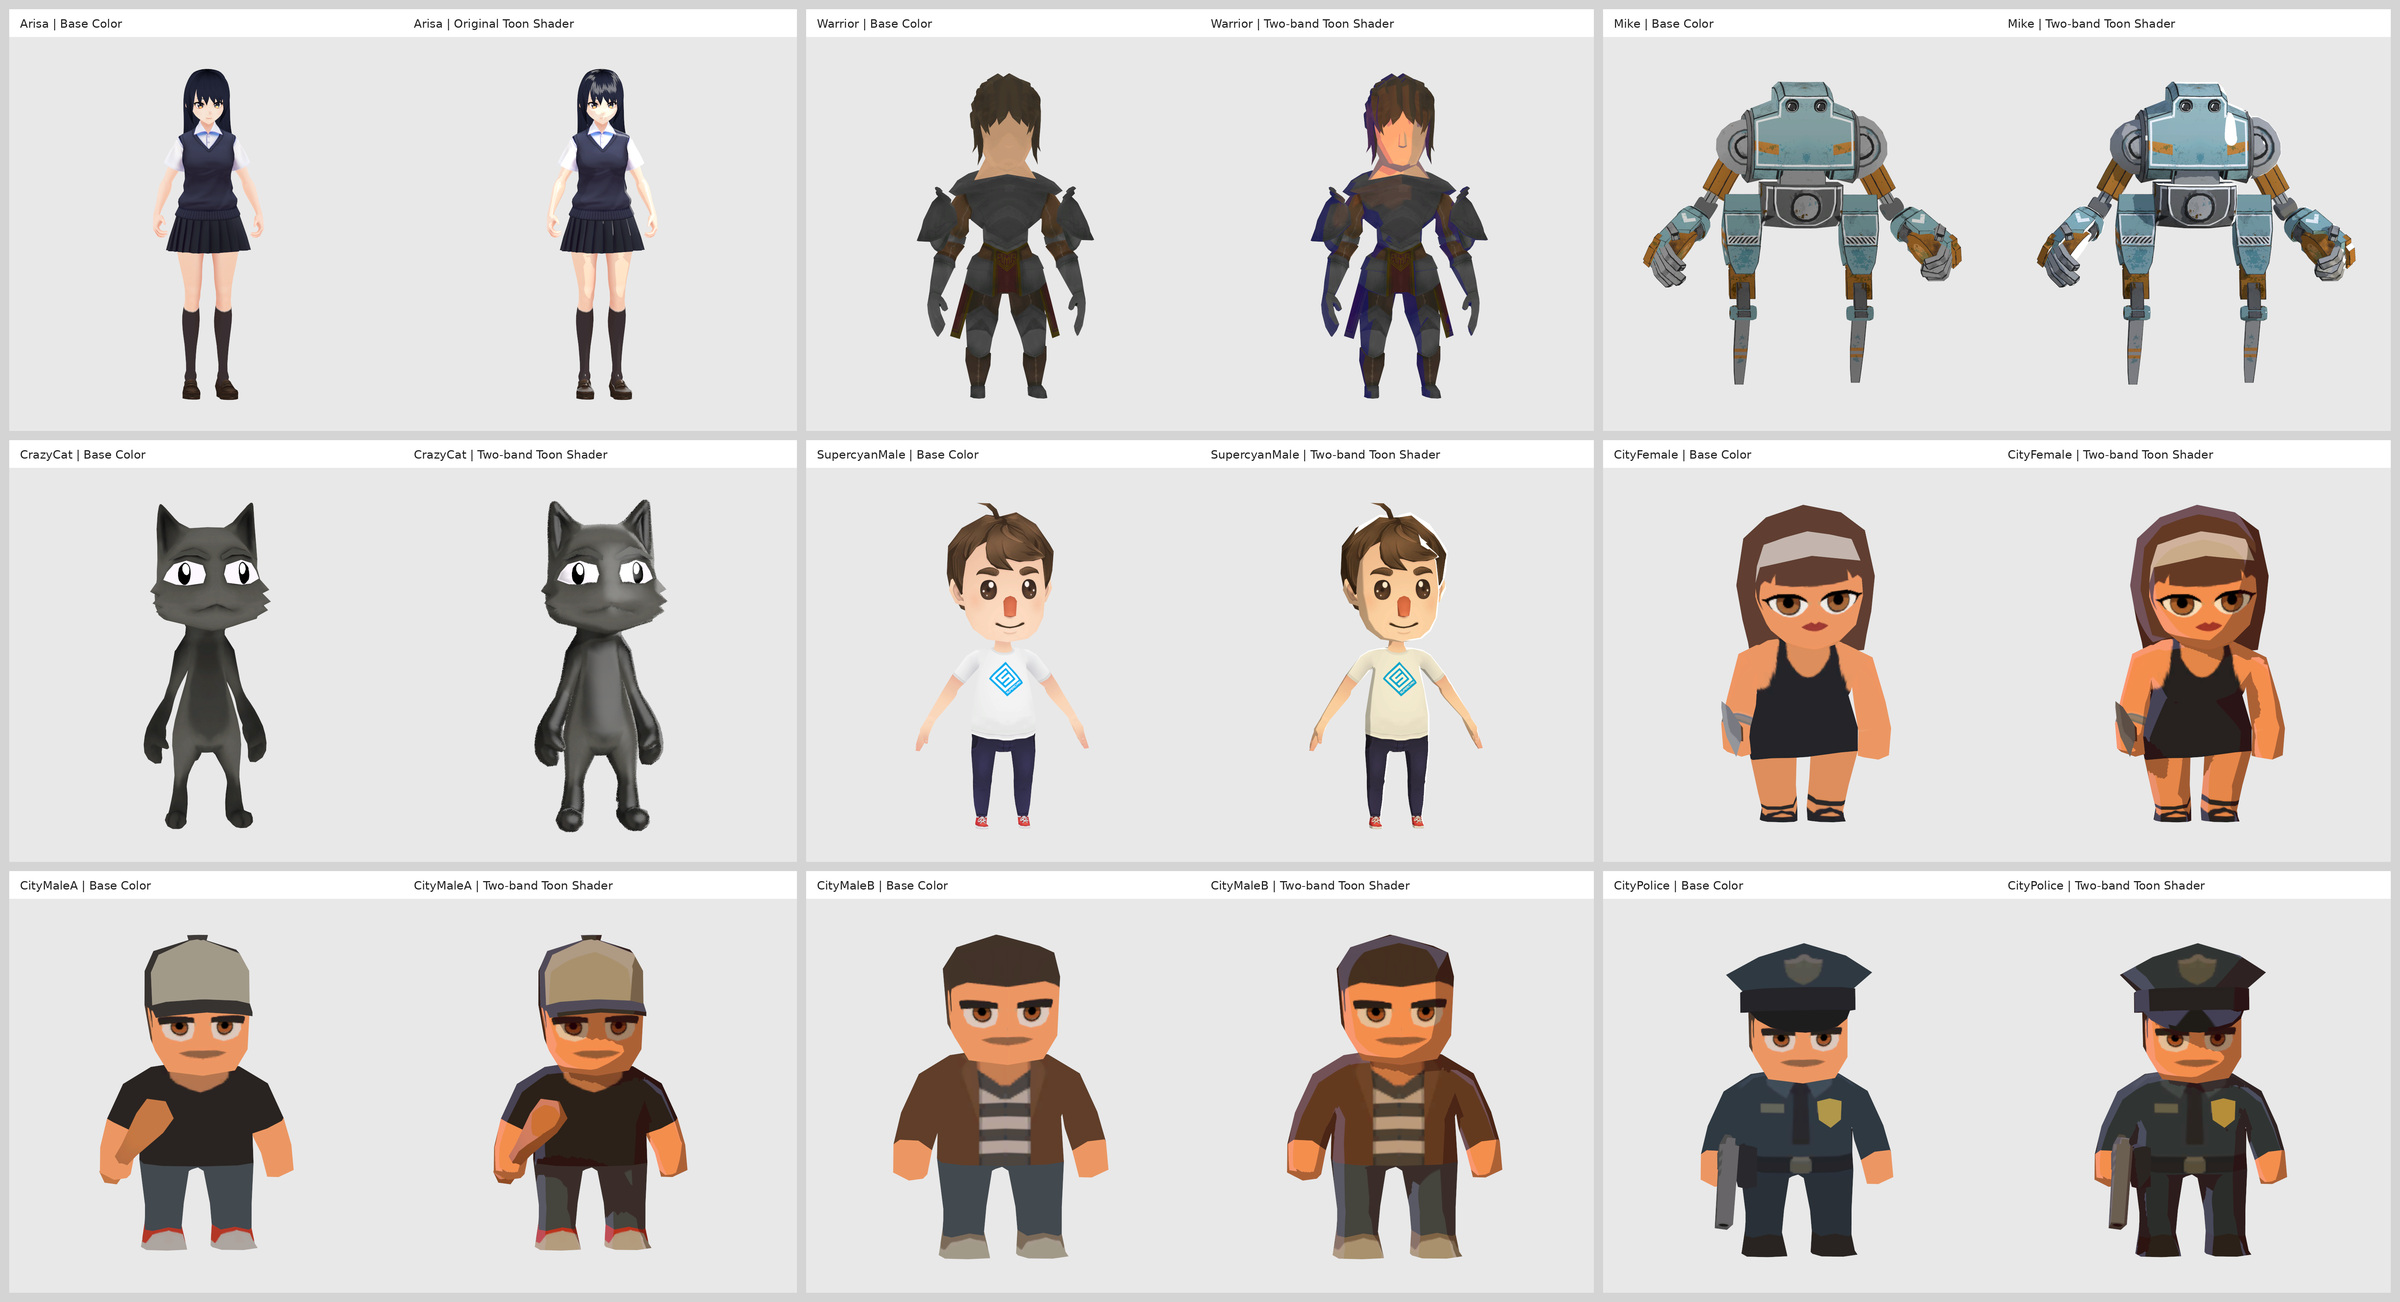 Arisa | Base Color
Arisa | Original Toon Shader
Warrior | Base Color
Warrior | Two-band Toon Shader
Mike | Base Color
Mike | Two-band Toon Shader
CrazyCat | Base Color
CrazyCat | Two-band Toon Shader
SupercyanMale | Base Color
SupercyanMale | Two-band Toon Shader
CityFemale | Base Color
CityFemale | Two-band Toon Shader
CityMaleA | Base Color
CityMaleA | Two-band Toon Shader
CityMaleB | Base Color
CityMaleB | Two-band Toon Shader
CityPolice | Base Color
CityPolice | Two-band Toon Shader